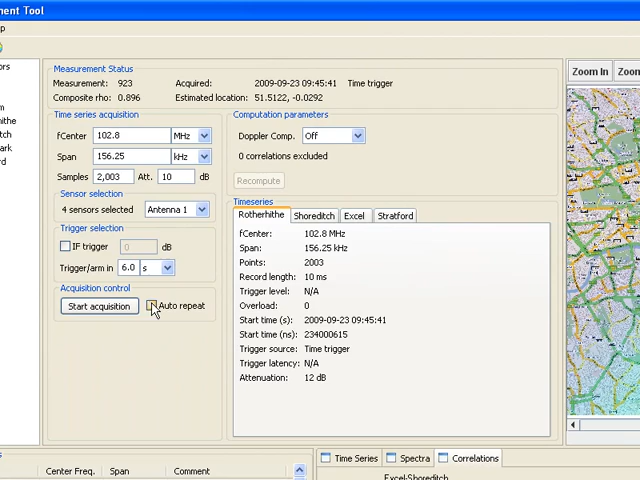 ment Tool
p
Measurement Status
Measurement: 923 Acquired: 2009-09-23 09:45:41 Time trigger
Composite rho: 0.896 Estimated location: 51.5122, -0.0292
Zoom In Zoon
ors
m
hithe
tch
ark
rd
Time series acquisition
fCenter 102.8 MHz
Span 156.25 kHz
Samples 2,003 Att. 10 dB
Sensor selection
4 sensors selected Antenna 1
Trigger selection
IF trigger 0 dB
Trigger/arm in 6.0 s
Acquisition control
Start acquisition Auto repeat
Computation parameters
Doppler Comp. Off
0 correlations excluded
Recompute
Timeseries
Rotherhithe Shoreditch Excel Stratford
fCenter: 102.8 MHz
Span: 156.25 kHz
Points: 2003
Record length: 10 ms
Trigger level: N/A
Overload: 0
Start time (s): 2009-09-23 09:45:41
Start time (ns): 234000615
Trigger source: Time trigger
Trigger latency: N/A
Attenuation: 12 dB
s
Center Freq. Span Comment
Time Series Spectra Correlations
Excel-Shoreditch